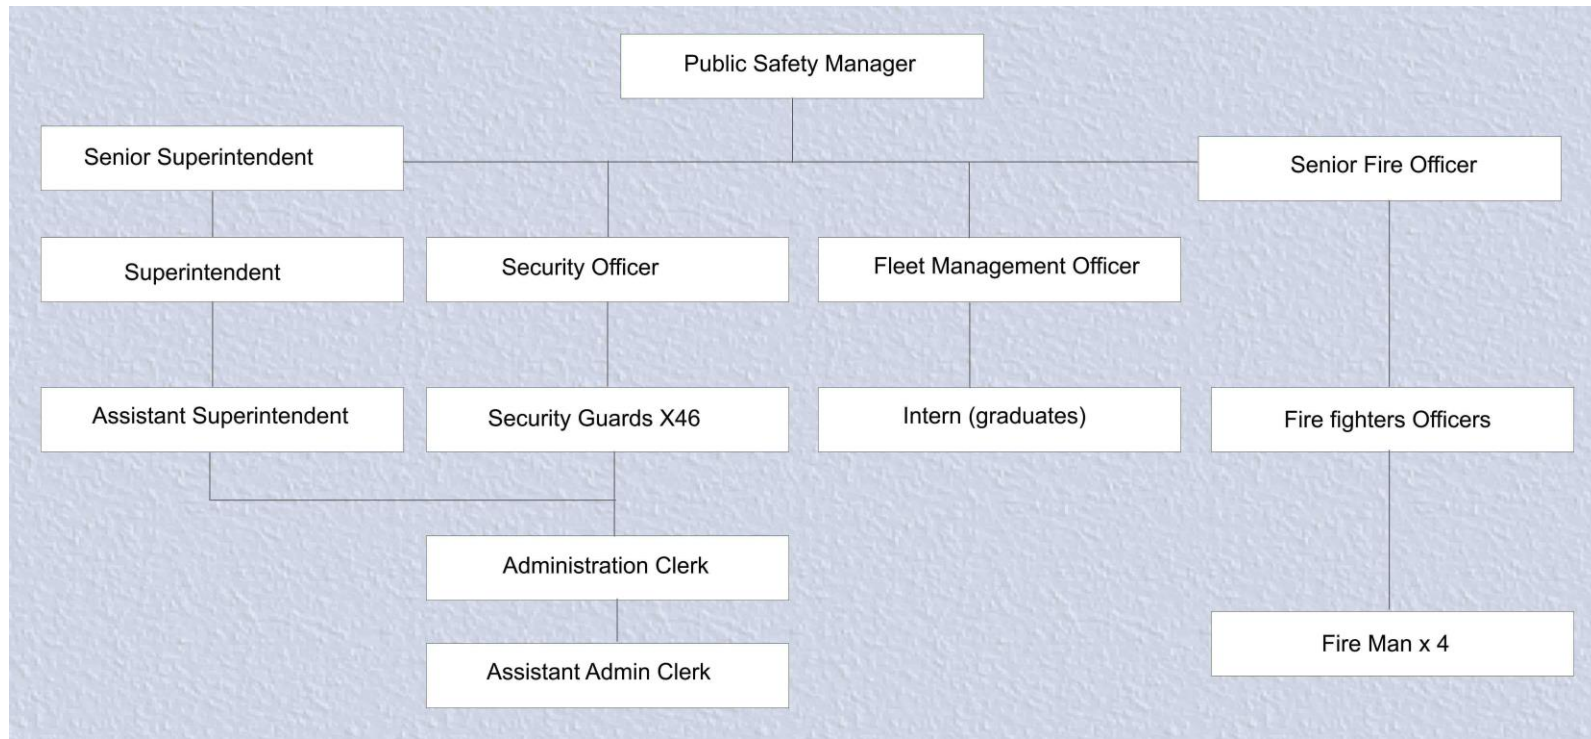 Public Safety Manager
Senior Superintendent
Senior Fire Officer
Superintendent
Security Officer
Fleet Management Officer
Assistant Superintendent
Security Guards X46
Intern (graduates)
Fire fighters Officers
Administration Clerk
Fire Man x 4
Assistant Admin Clerk